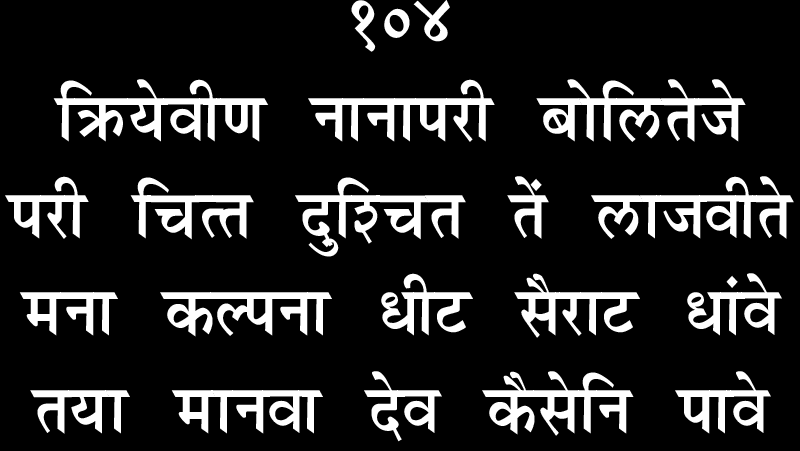 १०४
क्रियेवीण नानापरी बोलितेजे
परी चित्त दुश्चित तें लाजवीते
मना कल्पना धीट सैराट धांवे
तया मानवा देव कैसेनि पावे